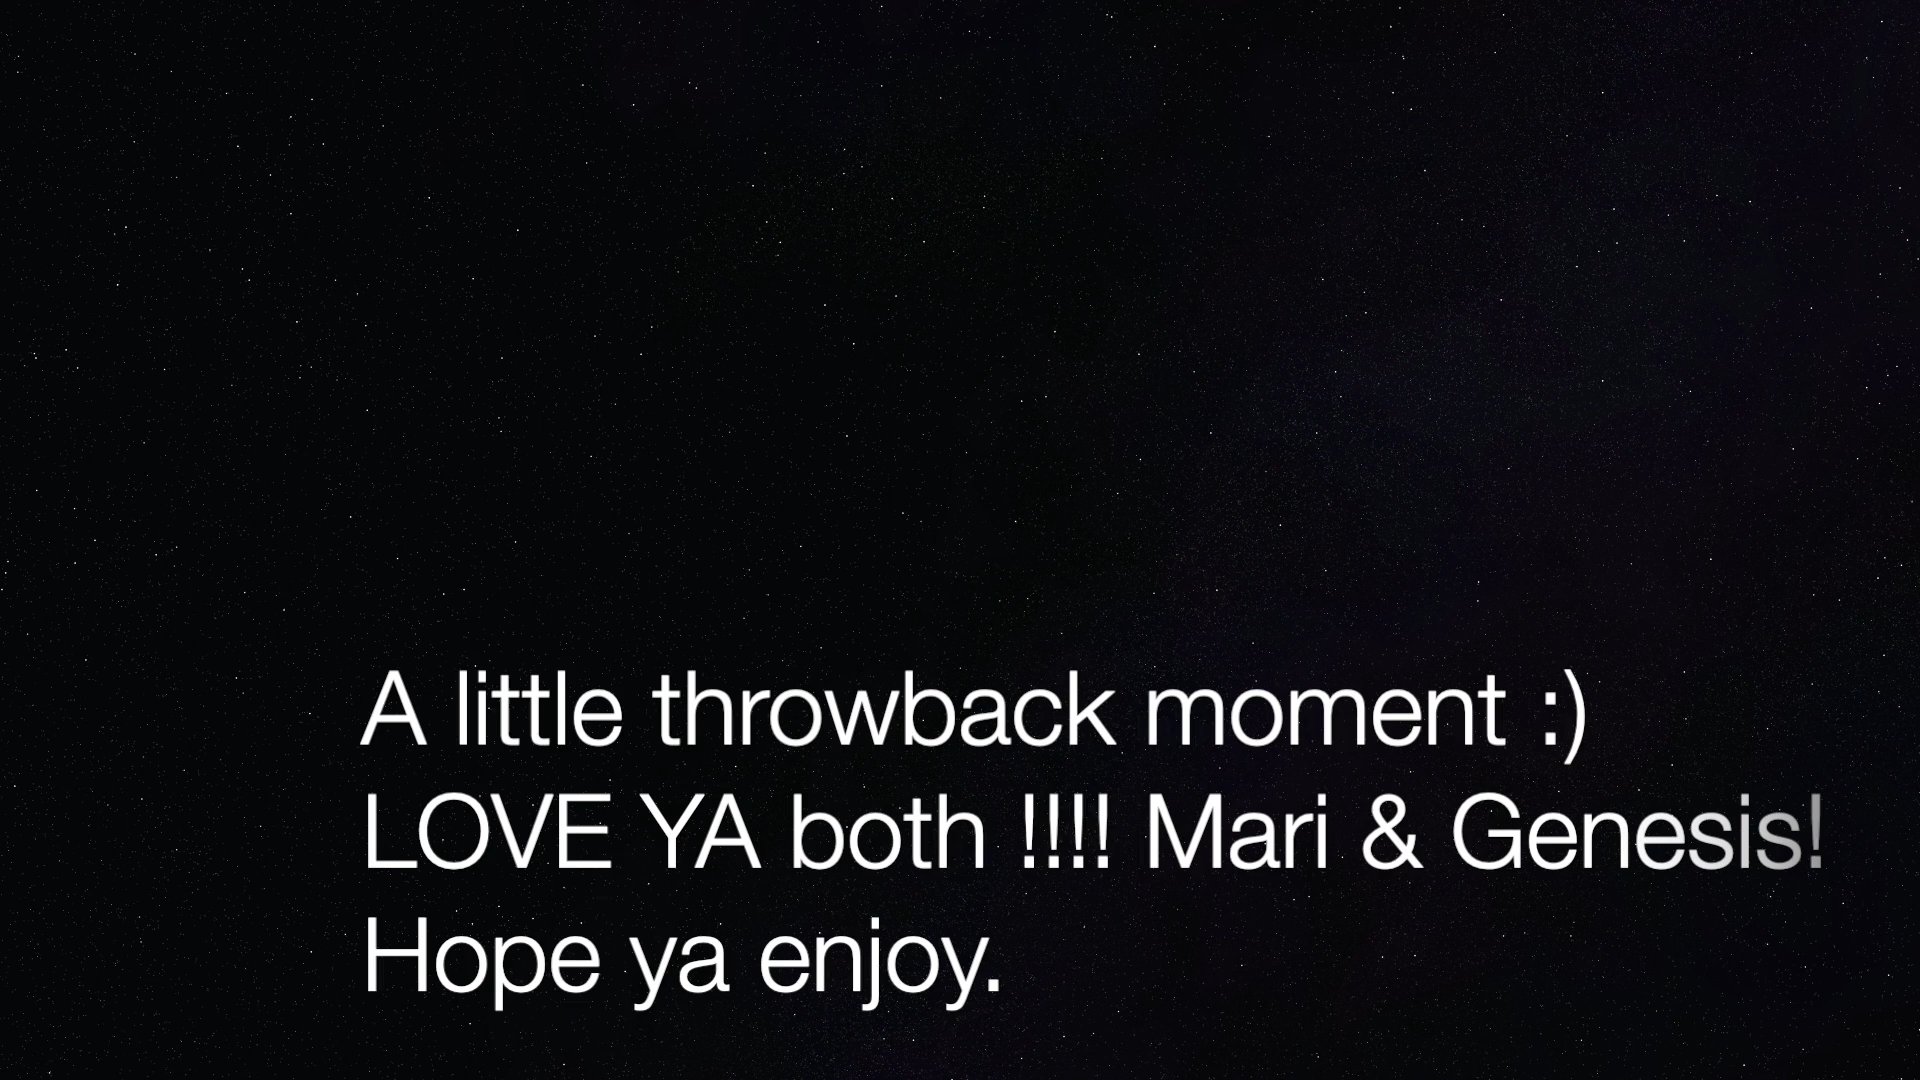 A little throwback moment :)
LOVE YA both !!!! Mari & Genesis!
Hope ya enjoy.